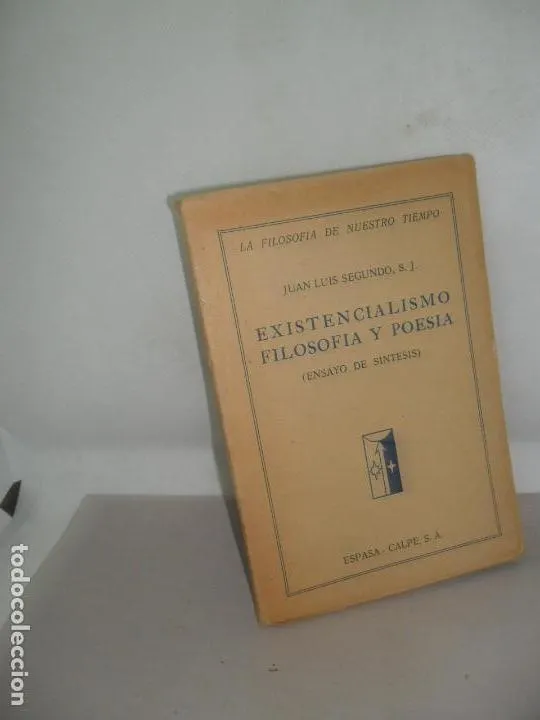 LA FILOSOFIA DE NUESTRO TIEMPO
JUAN LUIS SEGUNDO, S. J.
EXISTENCIALISMO
FILOSOFIA Y POESIA
(ENSAYO DE SINTESIS)
ESPASA - CALPE, S. A.
todocoleccion